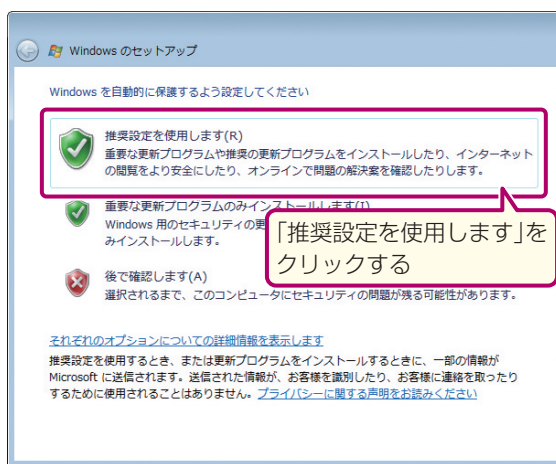 Windows のセットアップ
Windows を自動的に保護するよう設定してください
推奨設定を使用します(R)
重要な更新プログラムや推奨の更新プログラムをインストールしたり、インターネット
の閲覧をより安全にしたり、オンラインで問題の解決案を確認したりします。
重要な更新プログラムのみインストールします(I)
Windows 用のセキュリティの更
みインストールします。
「推奨設定を使用します」を
クリックする
後で確認します(A)
選択されるまで、このコンピュータにセキュリティの問題が残る可能性があります。
それぞれのオプションについての詳細情報を表示します
推奨設定を使用するとき、または更新プログラムをインストールするときに、一部の情報が
Microsoft に送信されます。送信された情報が、お客様を識別したり、お客様に連絡を取ったり
するために使用されることはありません。プライバシーに関する声明をお読みください